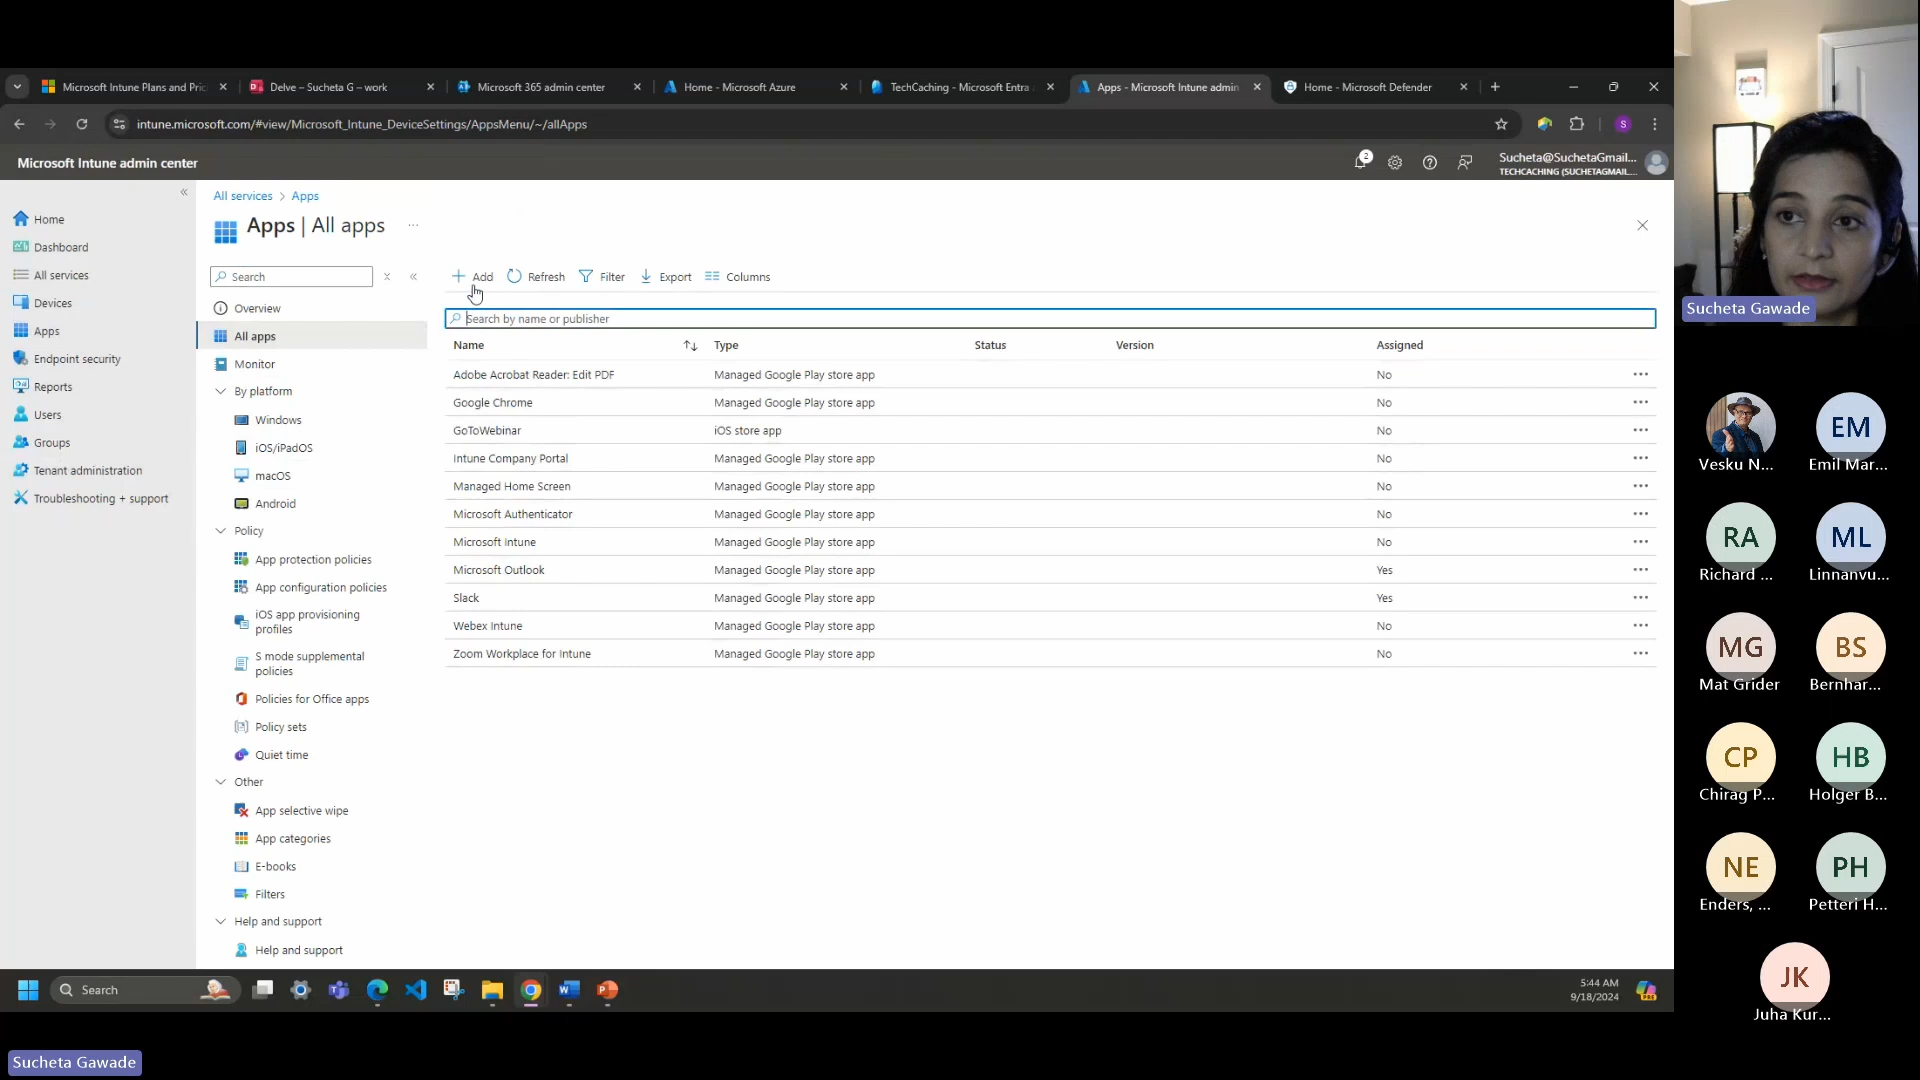 Microsoft Intune Plans and Pric
Delve – Sucheta G – work
Microsoft 365 admin center
Home - Microsoft Azure
TechCaching - Microsoft Entra
Apps - Microsoft Intune admin
Home - Microsoft Defender
intune.microsoft.com/#view/Microsoft_Intune_DeviceSettings/AppsMenu/~/allApps
S
Microsoft Intune admin center
2
Sucheta@SuchetaGmail...
TECHCACHING (SUCHETAGMAIL....
Home
Dashboard
All services
Devices
Apps
Endpoint security
Reports
Users
Groups
Tenant administration
Troubleshooting + support
All services > Apps
Apps | All apps
...
Search
Overview
All apps
Monitor
By platform
Windows
iOS/iPadOS
macOS
Android
Policy
App protection policies
App configuration policies
iOS app provisioning
profiles
S mode supplemental
policies
Policies for Office apps
Policy sets
Quiet time
Other
App selective wipe
App categories
E-books
Filters
Help and support
Help and support
Add Refresh Filter Export Columns
Search by name or publisher
Name Type Status Version Assigned
Adobe Acrobat Reader: Edit PDF Managed Google Play store app No
Google Chrome Managed Google Play store app No
GoToWebinar iOS store app No
Intune Company Portal Managed Google Play store app No
Managed Home Screen Managed Google Play store app No
Microsoft Authenticator Managed Google Play store app No
Microsoft Intune Managed Google Play store app No
Microsoft Outlook Managed Google Play store app Yes
Slack Managed Google Play store app Yes
Webex Intune Managed Google Play store app No
Zoom Workplace for Intune Managed Google Play store app No
Search
5:44 AM
9/18/2024
Sucheta Gawade
Sucheta Gawade
Vesku N...
EM
Emil Mar...
RA
Richard ...
ML
Linnanvu...
MG
Mat Grider
BS
Bernhar...
CP
Chirag P...
HB
Holger B...
NE
Enders, ...
PH
Petteri H...
JK
Juha Kur...